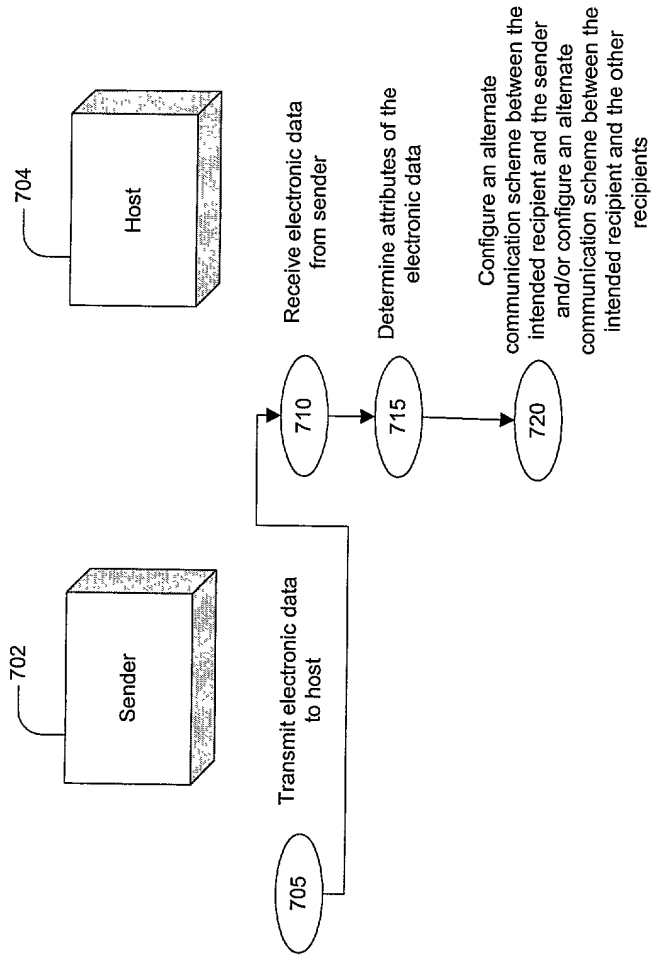 702
Sender
704
Host
705
Transmit electronic data
to host
710
Receive electronic data
from sender
715
Determine attributes of the
electronic data
720
Configure an alternate
communication scheme between the
intended recipient and the sender
and/or configure an alternate
communication scheme between the
intended recipient and the other
recipients